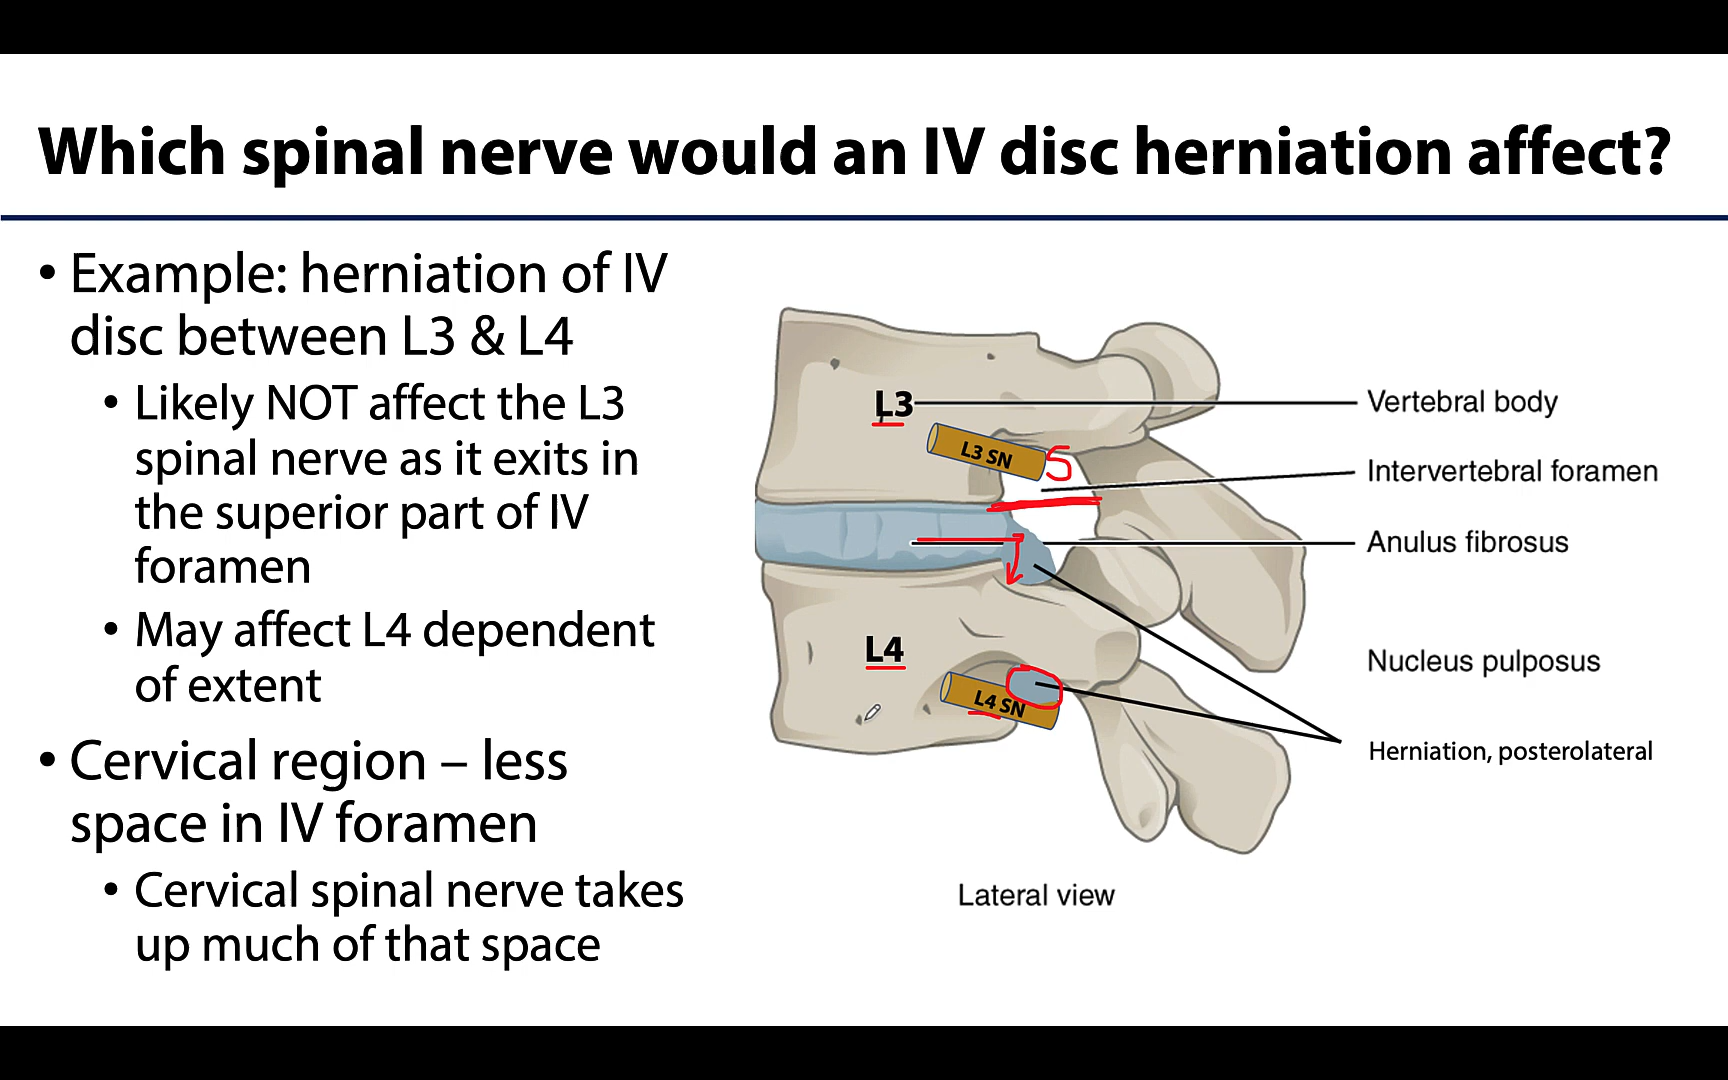 Which spinal nerve would an IV disc herniation affect?
• Example: herniation of IV
disc between L3 & L4
• Likely NOT affect the L3
spinal nerve as it exits in
the superior part of IV
foramen
• May affect L4 dependent
of extent
• Cervical region – less
space in IV foramen
• Cervical spinal nerve takes
up much of that space
L3
L3 SN
5
L4
L4 SN
Vertebral body
Intervertebral foramen
Anulus fibrosus
Nucleus pulposus
Herniation, posterolateral
Lateral view